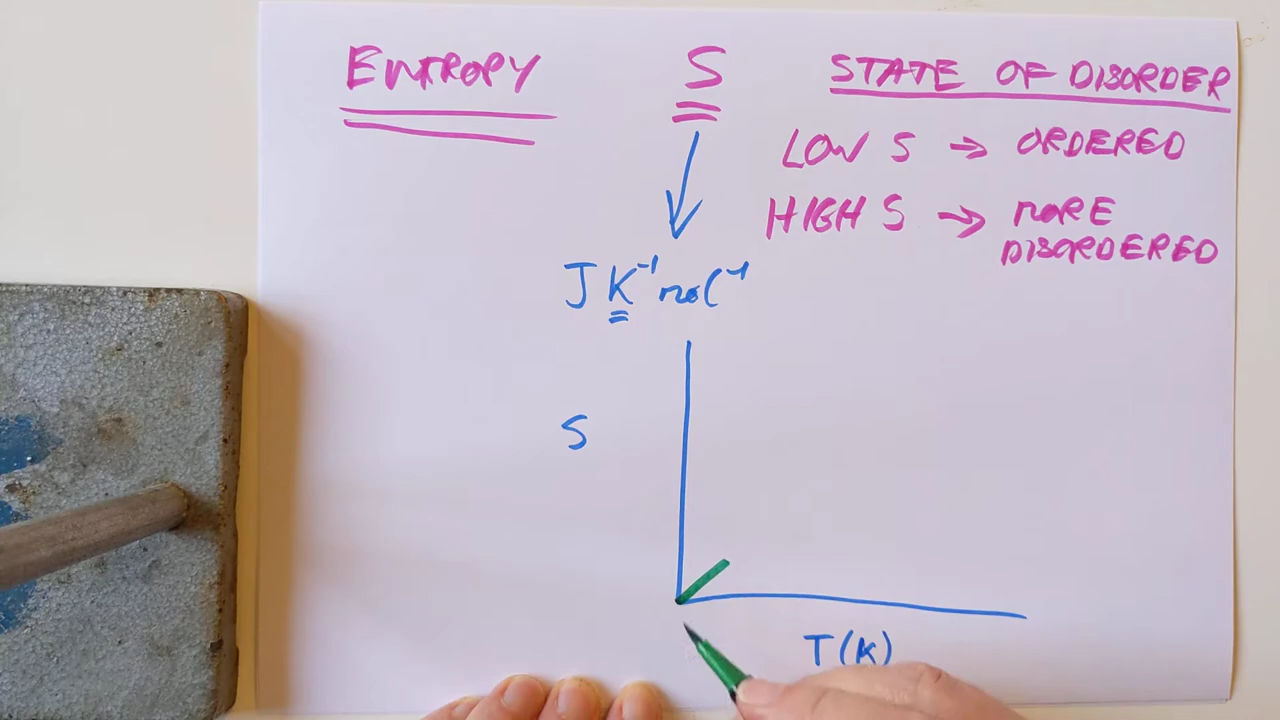 ENTROPY
S
STATE OF DISORDER
LOW S → ORDERED
HIGH S → MORE
DISORDERED
J K⁻¹ mol⁻¹
S
T(K)